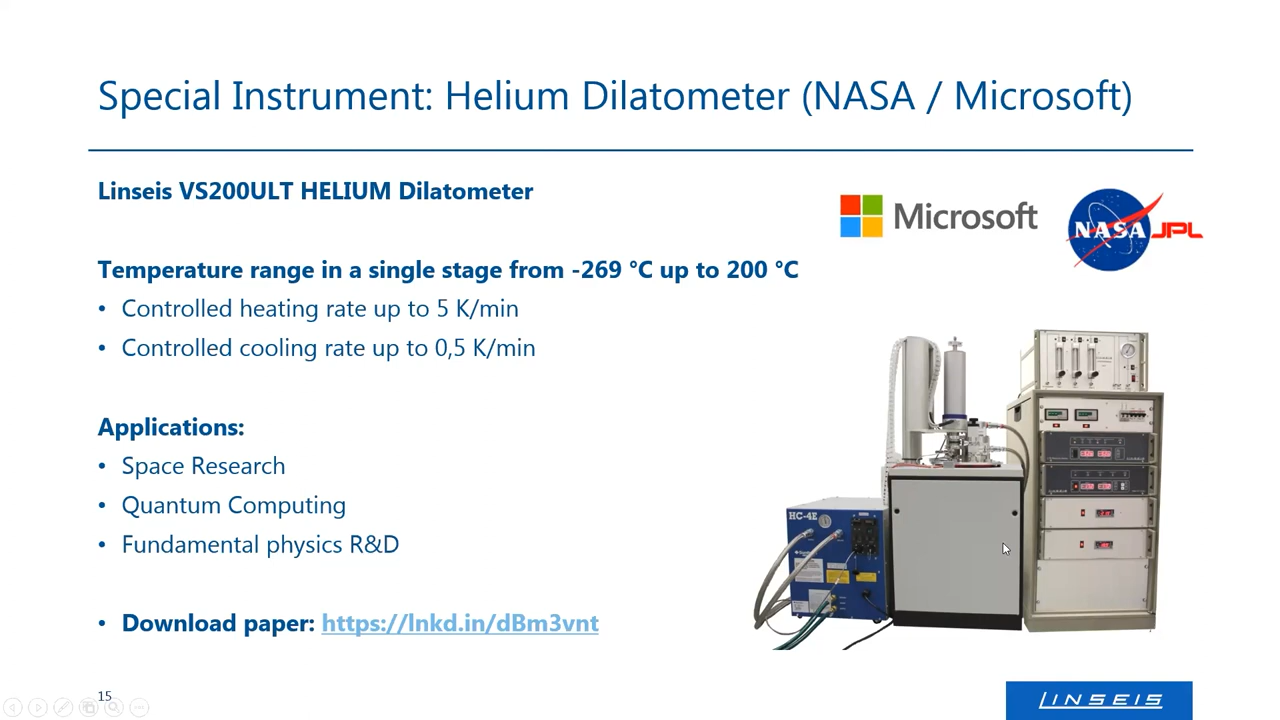 Special Instrument: Helium Dilatometer (NASA / Microsoft)
Linseis VS200ULT HELIUM Dilatometer
Microsoft
NASA JPL
Temperature range in a single stage from -269 °C up to 200 °C
• Controlled heating rate up to 5 K/min
• Controlled cooling rate up to 0,5 K/min
Applications:
• Space Research
• Quantum Computing
• Fundamental physics R&D
HC-4E
• Download paper: https://lnkd.in/dBm3vnt
15
LINSEIS